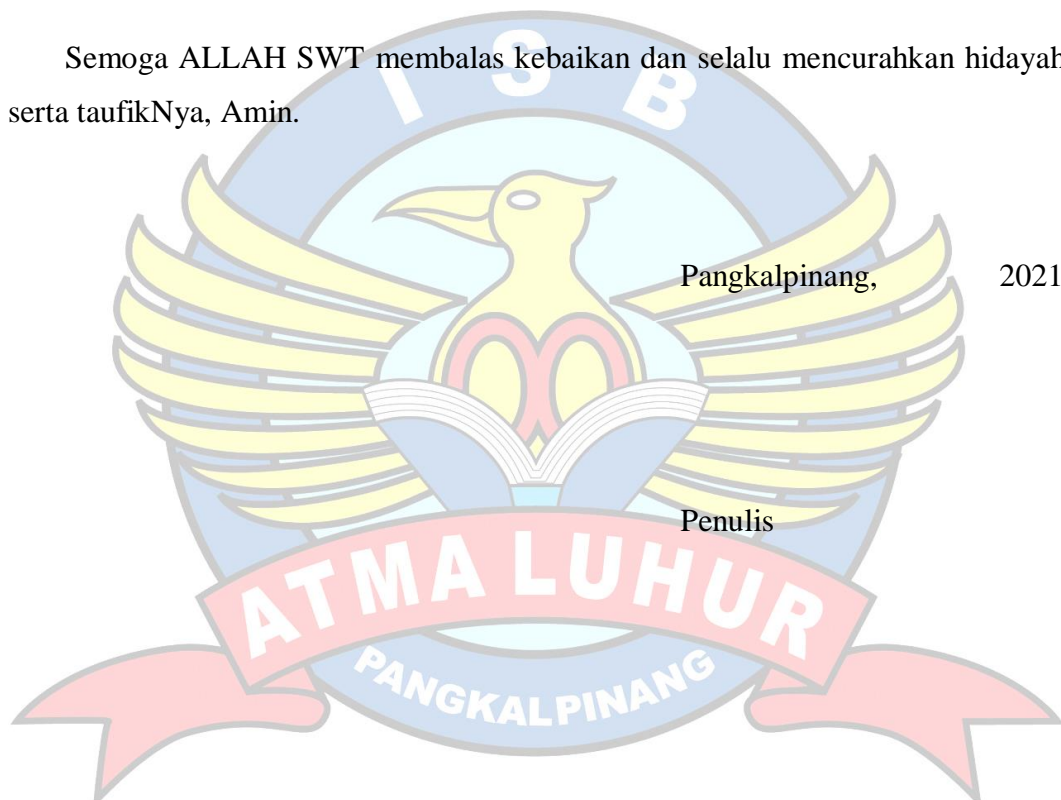 Semoga ALLAH SWT membalas kebaikan dan selalu mencurahkan hidayah
serta taufikNya, Amin.
I S B
Pangkalpinang, 2021
Penulis
ATMA LUHUR
PANGKALPINANG